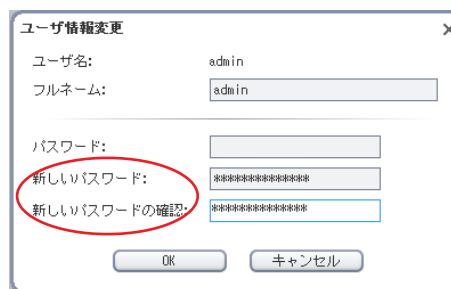 ユーザ情報変更
ユーザ名: admin
フルネーム: admin
パスワード:
新しいパスワード: **************
新しいパスワードの確認: **************
OK キャンセル